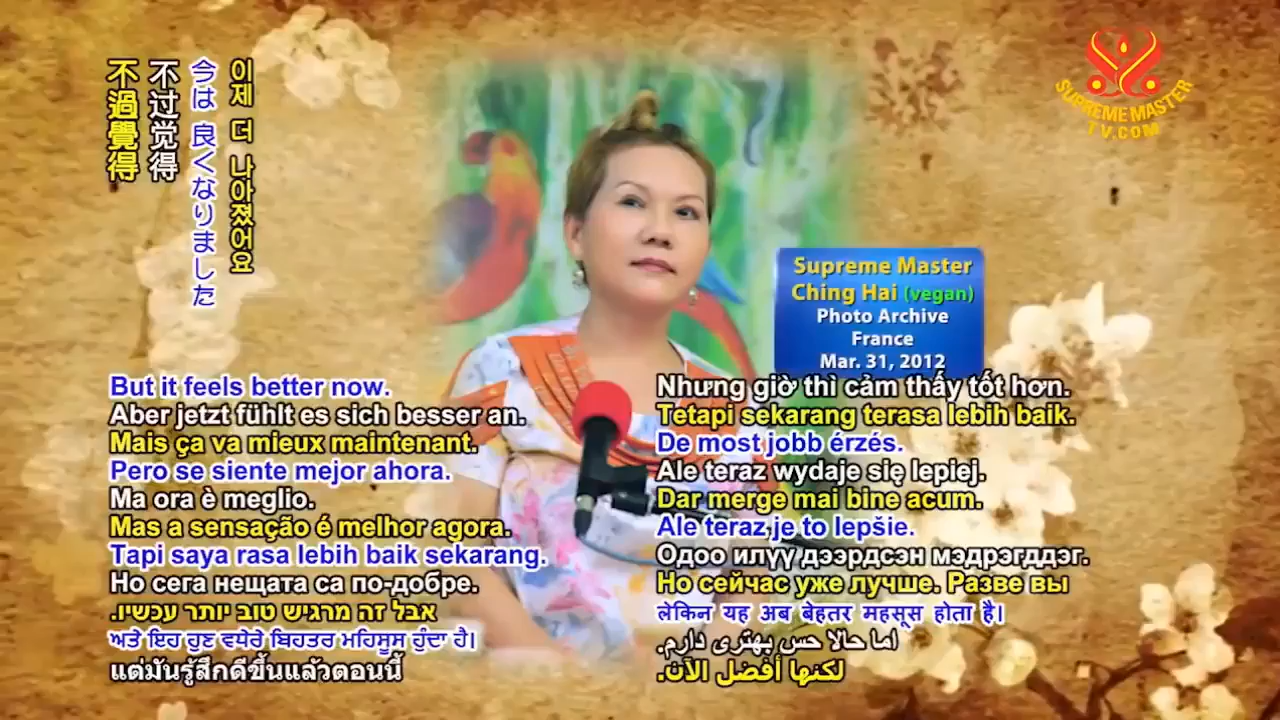 不過覺得
不过觉得
今は 良くなりました
이제 더 나아졌어요
SUPREME MASTER
TV.COM
Supreme Master
Ching Hai (vegan)
Photo Archive
France
Mar. 31, 2012
But it feels better now.
Aber jetzt fühlt es sich besser an.
Mais ça va mieux maintenant.
Pero se siente mejor ahora.
Ma ora è meglio.
Mas a sensação é melhor agora.
Tapi saya rasa lebih baik sekarang.
Но сега нещата са по-добре.
אבל זה מרגיש טוב יותר עכשיו.
ਅਤੇ ਇਹ ਹੁਣ ਵਧੇਰੇ ਬਿਹਤਰ ਮਹਿਸੂਸ ਹੁੰਦਾ ਹੈ।
แต่มันรู้สึกดีขึ้นแล้วตอนนี้
Nhưng giờ thì cảm thấy tốt hơn.
Tetapi sekarang terasa lebih baik.
De most jobb érzés.
Ale teraz wydaje się lepiej.
Dar merge mai bine acum.
Ale teraz je to lepšie.
Одоо илүү дээрдсэн мэдрэгддэг.
Но сейчас уже лучше. Разве вы
लेकिन यह अब बेहतर महसूस होता है।
اما حالا حس بهتری دارم.
لكنها أفضل الآن.